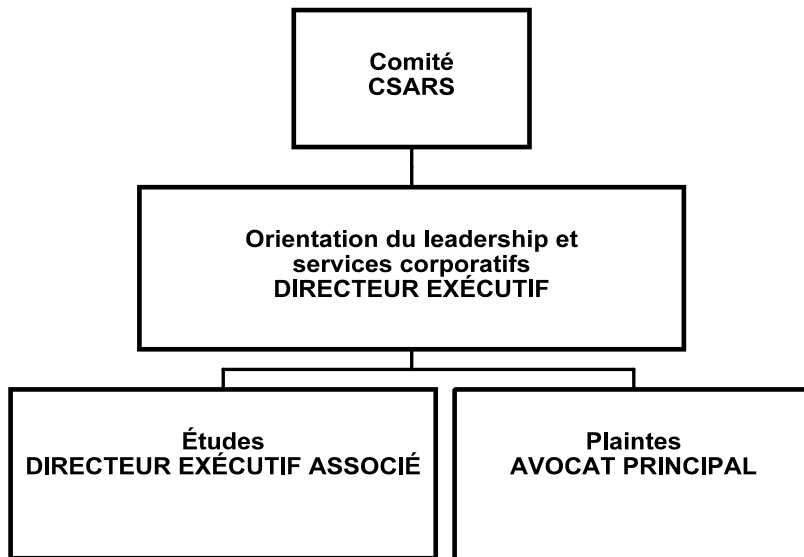 Comité
CSARS
Orientation du leadership et
services corporatifs
DIRECTEUR EXÉCUTIF
Études
DIRECTEUR EXÉCUTIF ASSOCIÉ
Plaintes
AVOCAT PRINCIPAL